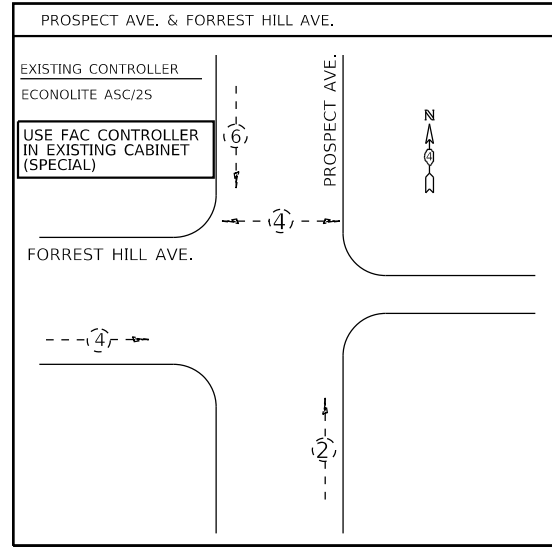 PROSPECT AVE. & FORREST HILL AVE.
EXISTING CONTROLLER
ECONOLITE ASC/2S
USE FAC CONTROLLER
IN EXISTING CABINET
(SPECIAL)
6
PROSPECT AVE.
N
4
4
FORREST HILL AVE.
4
2